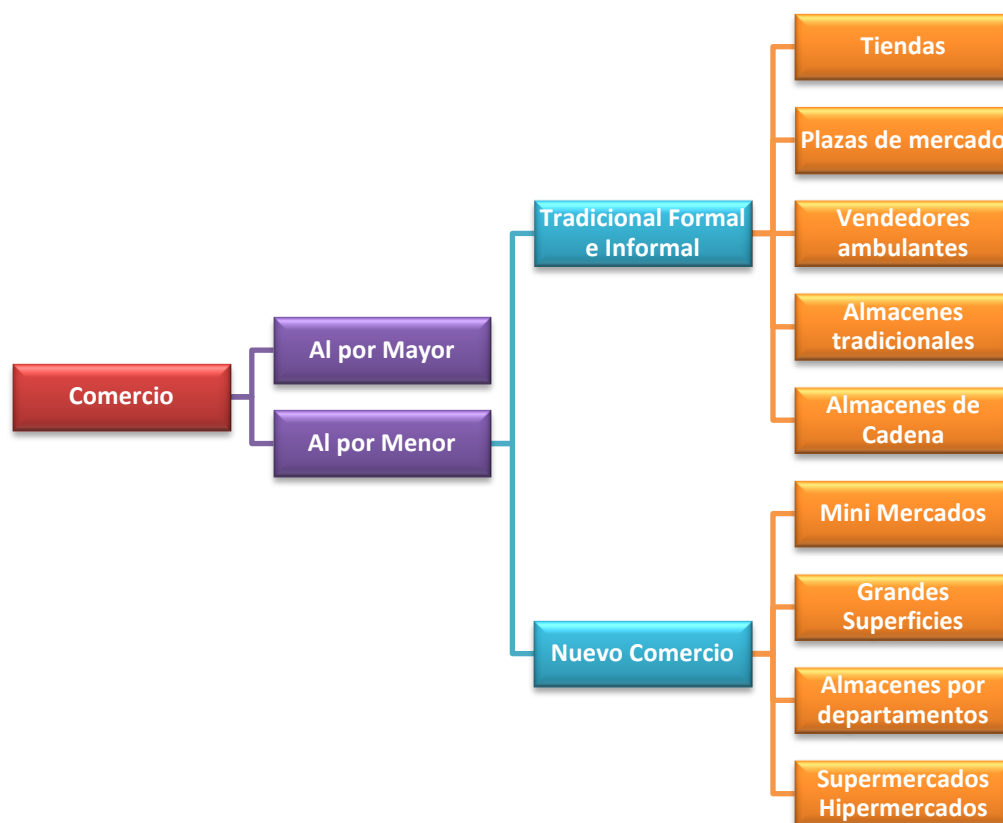 Tiendas
Plazas de mercado
Tradicional Formal
e Informal
Vendedores
ambulantes
Almacenes
tradicionales
Al por Mayor
Comercio
Almacenes de
Cadena
Al por Menor
Mini Mercados
Grandes
Superficies
Nuevo Comercio
Almacenes por
departamentos
Supermercados
Hipermercados